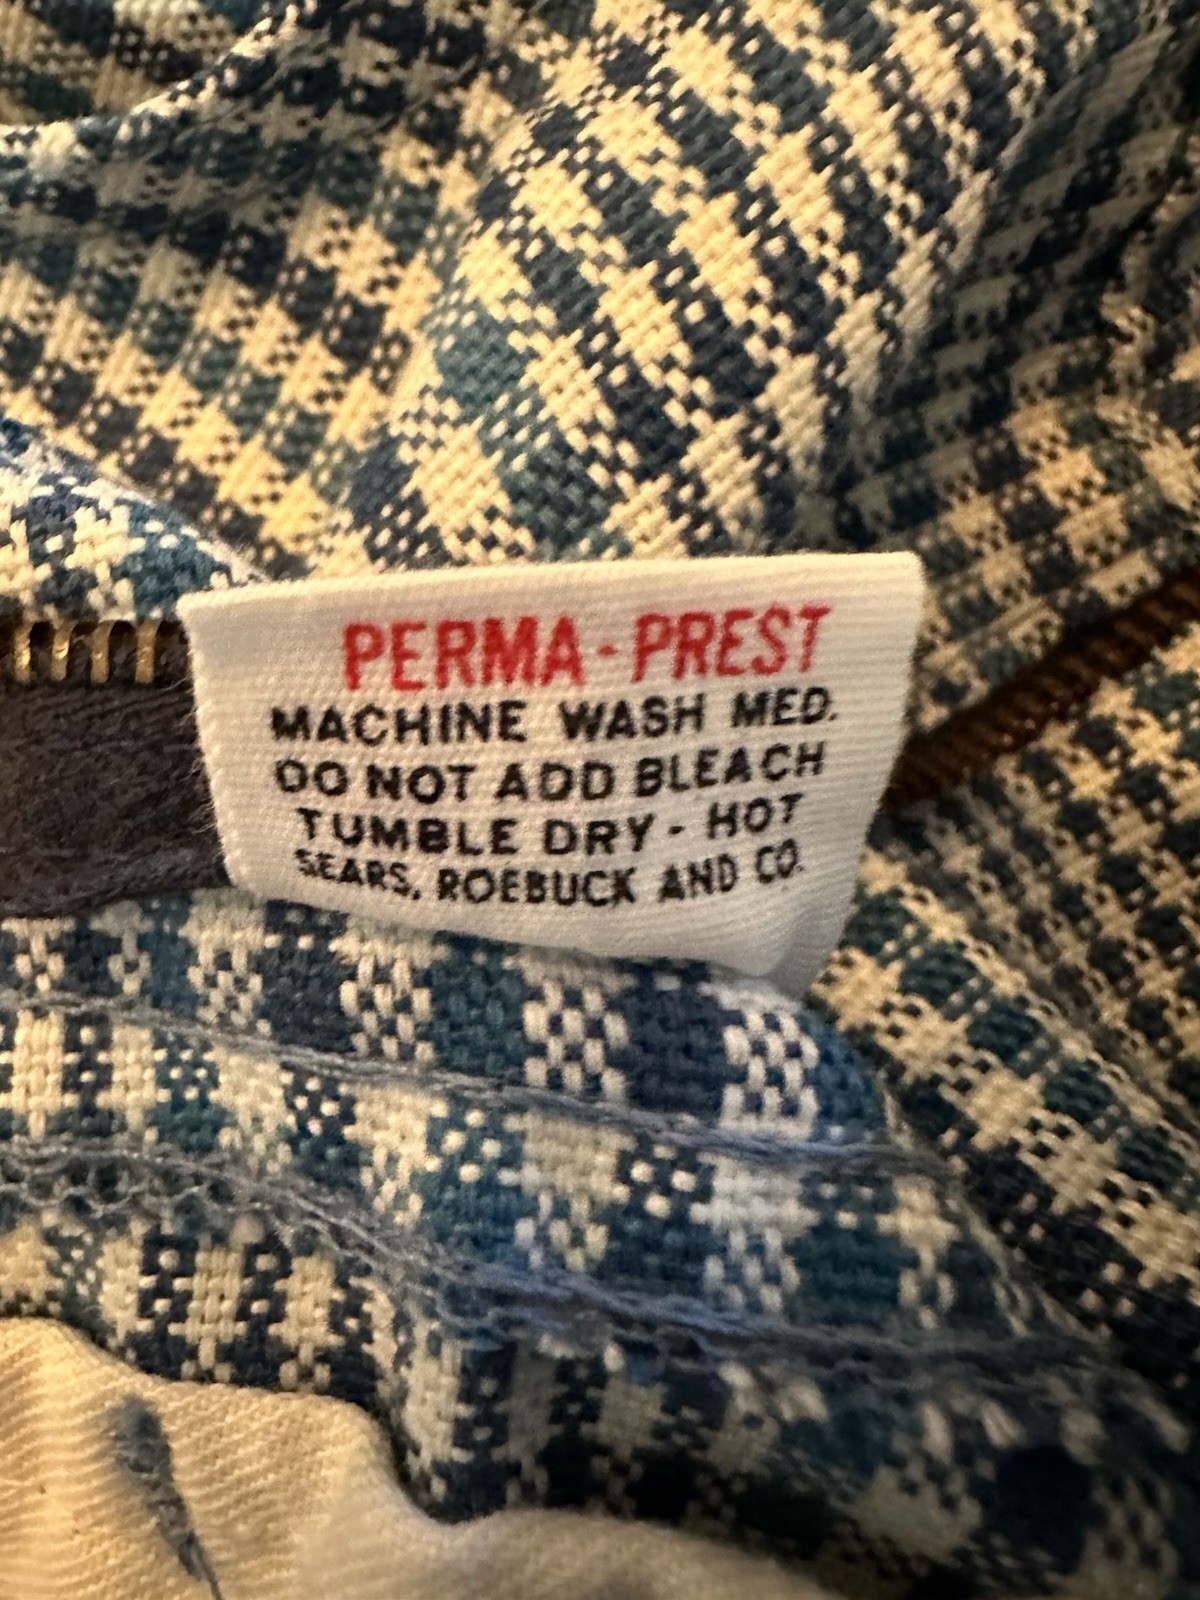 PERMA-PREST
MACHINE WASH MED.
DO NOT ADD BLEACH
TUMBLE DRY - HOT
SEARS, ROEBUCK AND CO.